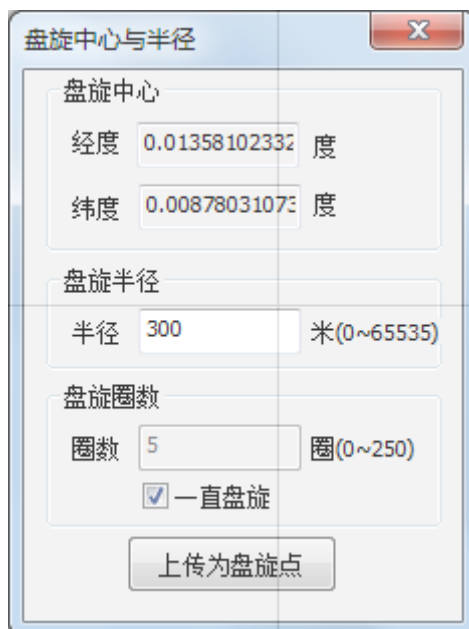 盘旋中心与半径
盘旋中心
经度 0.01358102332 度
纬度 0.00878031073 度
盘旋半径
半径 300 米(0~65535)
盘旋圈数
圈数 5 圈(0~250)
一直盘旋
上传为盘旋点